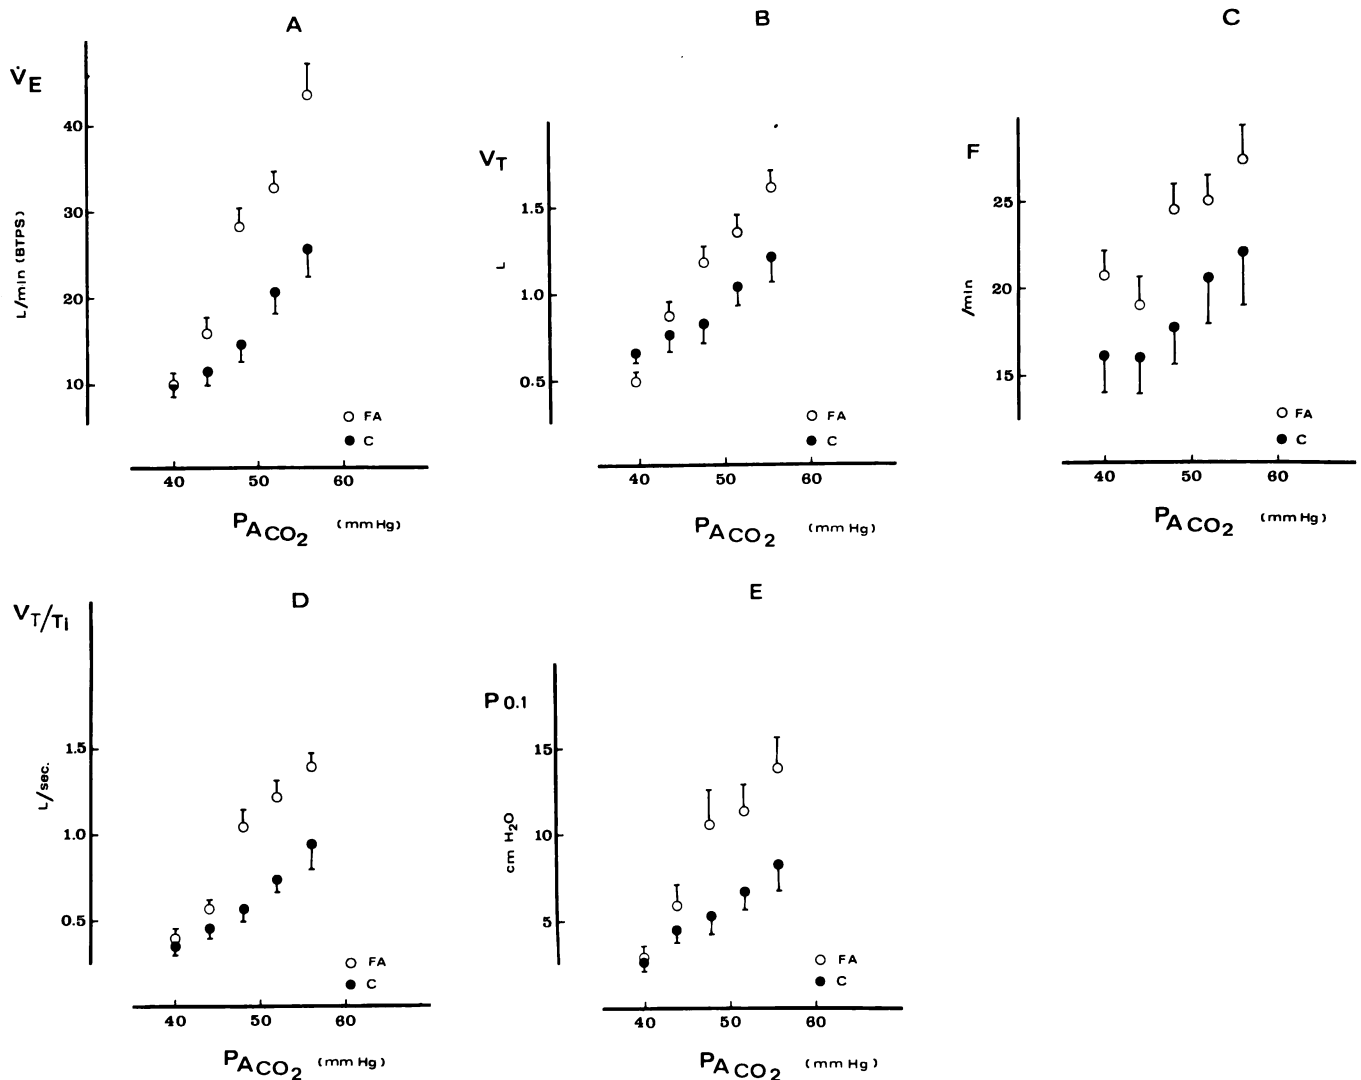 A
V̇E
L/min (BTPS)
40
30
20
10
FA
C
40 50 60
PACO2 (mm Hg)
B
VT
L
1.5
1.0
0.5
FA
C
40 50 60
PACO2 (mm Hg)
C
F
/min
25
20
15
FA
C
40 50 60
PACO2 (mm Hg)
D
VT/Ti
L/sec.
1.5
1.0
0.5
FA
C
40 50 60
PACO2 (mm Hg)
E
P0.1
cm H2O
15
10
5
FA
C
40 50 60
PACO2 (mm Hg)